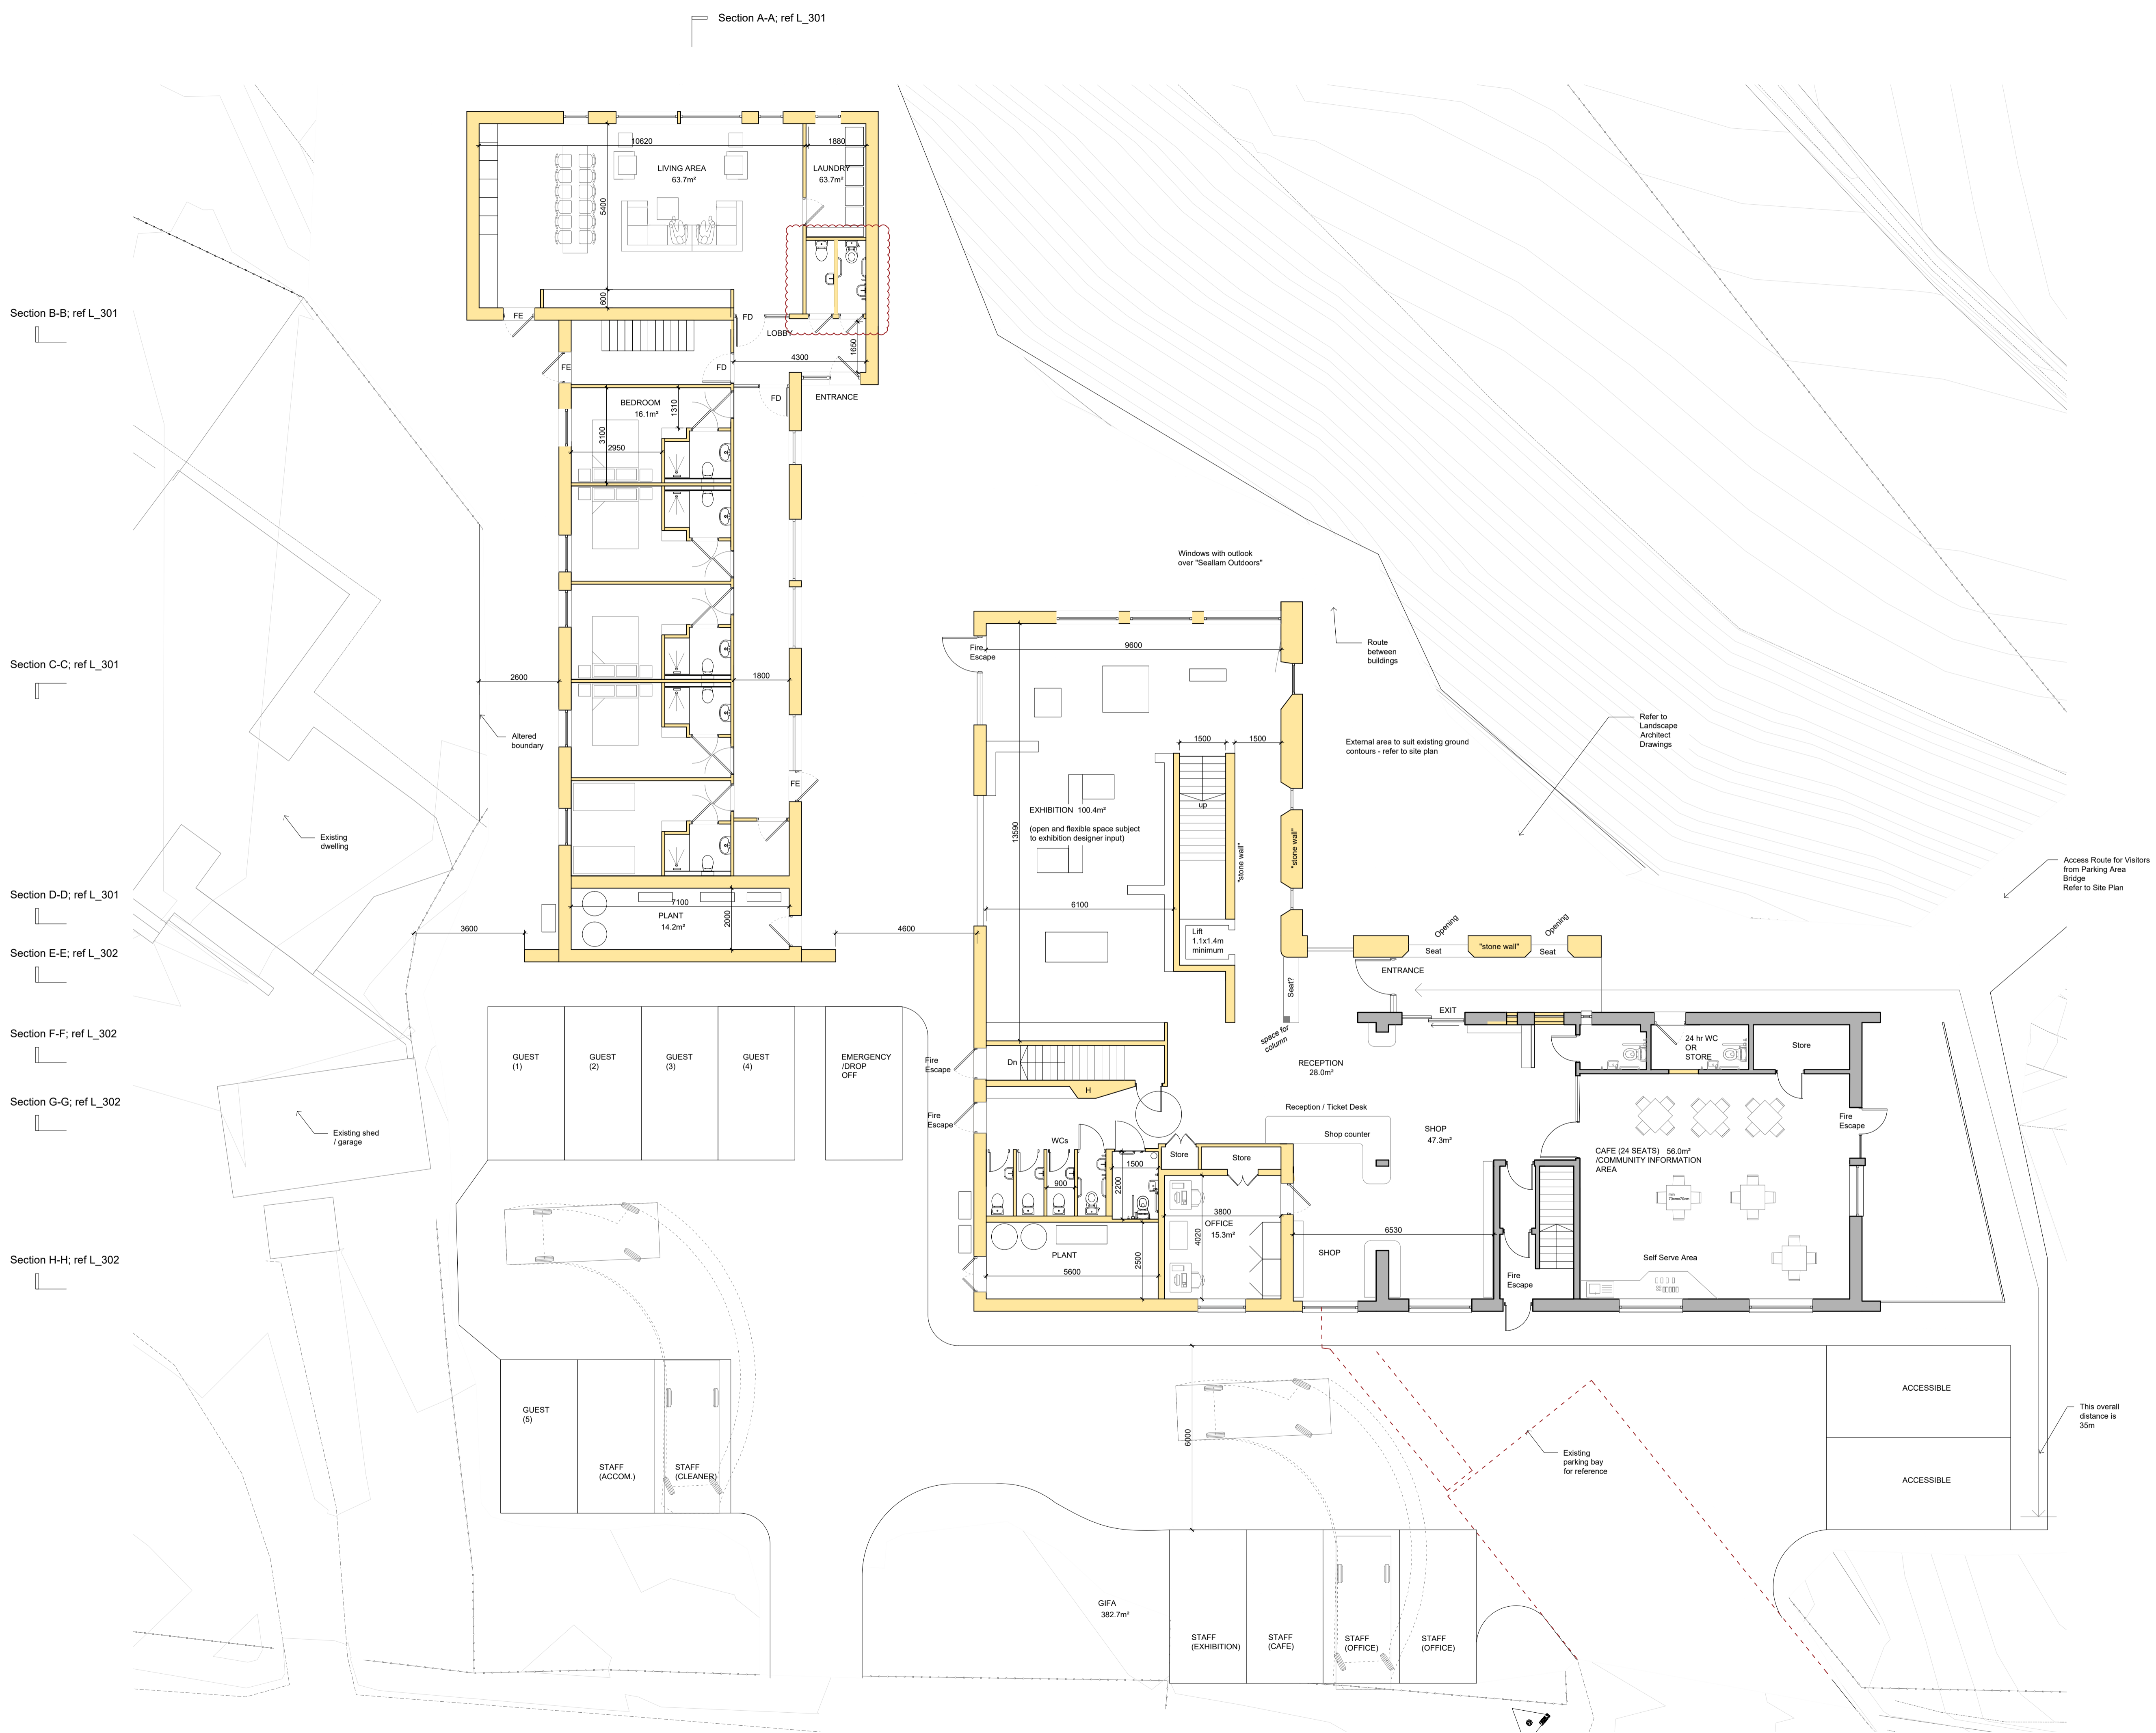 Section A-A; ref L_301
10620
1880
LIVING AREA
63.7m²
LAUNDRY
63.7m²
5400
600
Section B-B; ref L_301
FE
FD
LOBBY
1650
4300
FE
FD
FD
ENTRANCE
BEDROOM
16.1m²
1310
3100
2950
Windows with outlook
over "Seallam Outdoors"
Section C-C; ref L_301
2600
1800
Altered
boundary
FE
Existing
dwelling
Fire
Escape
9600
Route
between
buildings
1500
1500
Refer to
Landscape
Architect
Drawings
External area to suit existing ground
contours - refer to site plan
up
EXHIBITION 100.4m²
(open and flexible space subject
to exhibition designer input)
13590
"stone wall"
"stone wall"
Access Route for Visitors
from Parking Area
Bridge
Refer to Site Plan
Section D-D; ref L_301
7100
PLANT
14.2m²
2000
3600
4600
6100
Lift
1.1x1.4m
minimum
Opening
Opening
Seat
"stone wall"
Seat
Section E-E; ref L_302
ENTRANCE
Seat?
EXIT
Section F-F; ref L_302
space for
column
GUEST
(1)
GUEST
(2)
GUEST
(3)
GUEST
(4)
EMERGENCY
/DROP
OFF
Fire
Escape
Dn
H
RECEPTION
28.0m²
24 hr WC
OR
STORE
Store
Section G-G; ref L_302
Existing shed
/ garage
Fire
Escape
WCs
Reception / Ticket Desk
Shop counter
SHOP
47.3m²
Fire
Escape
CAFE (24 SEATS) 56.0m²
/COMMUNITY INFORMATION
AREA
Store
Store
1500
900
2200
min
70cmx70cm
3800
OFFICE
15.3m²
4020
6530
SHOP
Section H-H; ref L_302
PLANT
5600
2500
Self Serve Area
Fire
Escape
6000
ACCESSIBLE
ACCESSIBLE
This overall
distance is
35m
GUEST
(5)
STAFF
(ACCOM.)
STAFF
(CLEANER)
Existing
parking bay
for reference
GIFA
382.7m²
STAFF
(EXHIBITION)
STAFF
(CAFE)
STAFF
(OFFICE)
STAFF
(OFFICE)